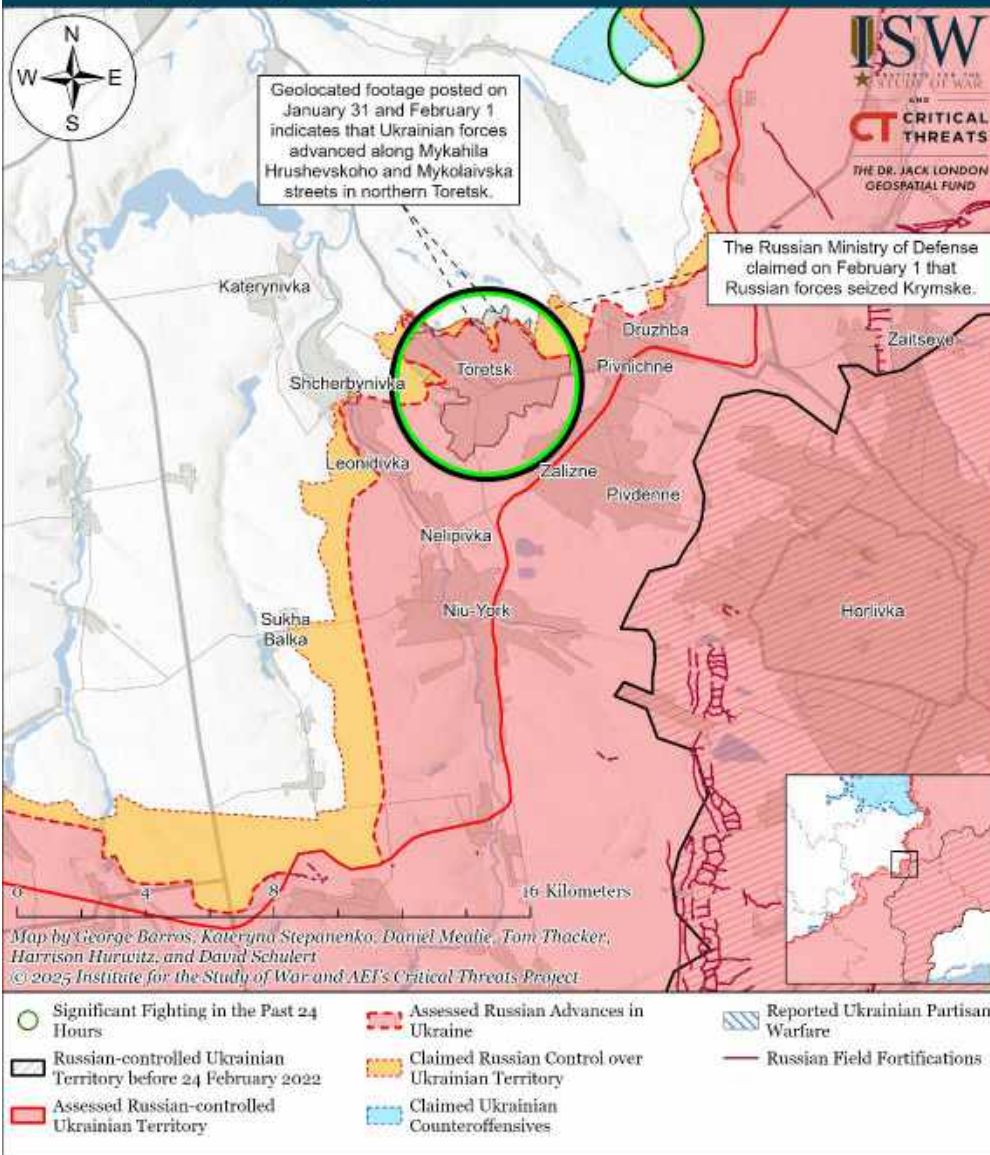 N
W E
S
Geolocated footage posted on
January 31 and February 1
indicates that Ukrainian forces
advanced along Mykahila
Hrushevskoho and Mykolaivska
streets in northern Toretsk.
ISW
INSTITUTE FOR THE
STUDY OF WAR
AND
CT CRITICAL
THREATS
THE DR. JACK LONDON
GEOSPATIAL FUND
The Russian Ministry of Defense
claimed on February 1 that
Russian forces seized Krymske.
Katerynivka
Druzhba
Zaitseve
Toretsk
Pivnichne
Shcherbynivka
Leonidivka
Zalizne
Pivdenne
Nelipivka
Niu-York
Horlivka
Sukha
Balka
0 4 8 16 Kilometers
Map by George Barros, Kateryna Stepanenko, Daniel Mealie, Tom Thacker,
Harrison Hurwitz, and David Schulert
© 2025 Institute for the Study of War and AEI's Critical Threats Project
Significant Fighting in the Past 24
Hours
Russian-controlled Ukrainian
Territory before 24 February 2022
Assessed Russian-controlled
Ukrainian Territory
Assessed Russian Advances in
Ukraine
Claimed Russian Control over
Ukrainian Territory
Claimed Ukrainian
Counteroffensives
Reported Ukrainian Partisan
Warfare
Russian Field Fortifications